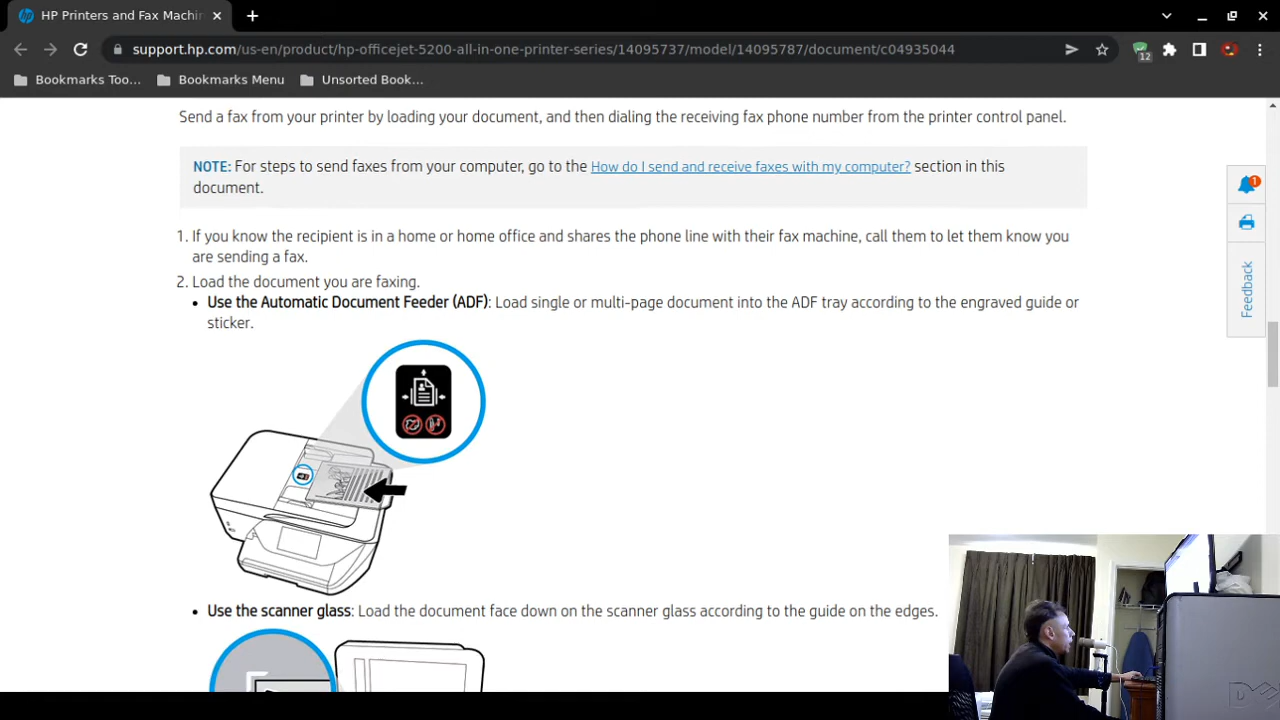 HP Printers and Fax Machin
support.hp.com/us-en/product/hp-officejet-5200-all-in-one-printer-series/14095737/model/14095787/document/c04935044
12
Bookmarks Too...
Bookmarks Menu
Unsorted Book...
Send a fax from your printer by loading your document, and then dialing the receiving fax phone number from the printer control panel.
NOTE: For steps to send faxes from your computer, go to the How do I send and receive faxes with my computer? section in this
document.
1
1. If you know the recipient is in a home or home office and shares the phone line with their fax machine, call them to let them know you
are sending a fax.
Feedback
2. Load the document you are faxing.
• Use the Automatic Document Feeder (ADF): Load single or multi-page document into the ADF tray according to the engraved guide or
sticker.
• Use the scanner glass: Load the document face down on the scanner glass according to the guide on the edges.
DELL